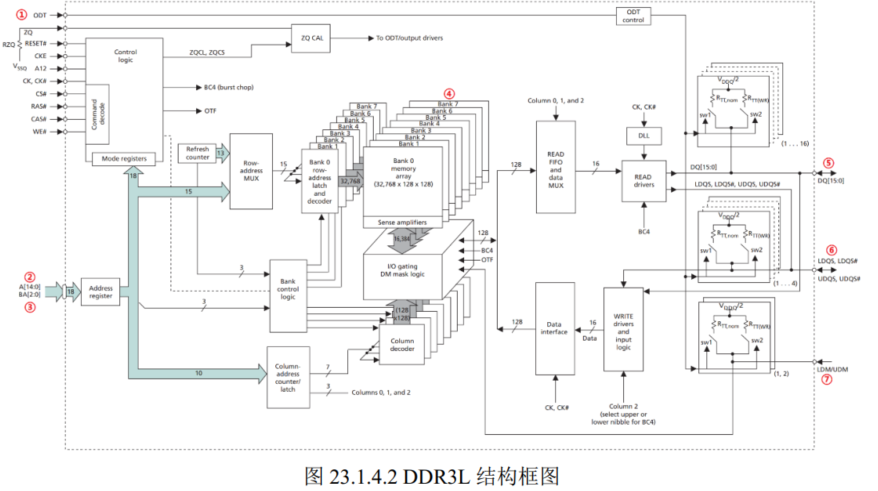 ① ODT
ODT control
ZQ
RZQ
V_SSQ
RESET#
CKE
A12
CK, CK#
CS#
RAS#
CAS#
WE#
Control logic
Command decode
Mode registers
ZQCL, ZQCS
ZQ CAL
To ODT/output drivers
BC4 (burst chop)
OTF
Refresh counter
13
Row-address MUX
15
18
15
Bank 7
Bank 6
Bank 5
Bank 4
Bank 3
Bank 2
Bank 1
Bank 0 row-address latch and decoder
32,768
④
Bank 7
Bank 6
Bank 5
Bank 4
Bank 3
Bank 2
Bank 1
Bank 0 memory array (32,768 x 128 x 128)
Sense amplifiers
16,384
128
BC4
OTF
I/O gating DM mask logic
(128 x128)
Column decoder
② A[14:0]
BA[2:0]
③
18
Address register
3
3
Bank control logic
10
Column-address counter/latch
7
3
Columns 0, 1, and 2
Column 0, 1, and 2
128
READ FIFO and data MUX
16
CK, CK#
DLL
READ drivers
BC4
DQ[15:0]
LDQS, LDQS#, UDQS, UDQS#
128
Data interface
16
Data
WRITE drivers and input logic
CK, CK#
Column 2
(select upper or
lower nibble for BC4)
V_DDQ/2
R_TT,nom
R_TT(WR)
sw1
sw2
(1 . . . 16)
⑤
DQ[15:0]
V_DDQ/2
R_TT,nom
R_TT(WR)
sw1
sw2
(1 . . . 4)
⑥
LDQS, LDQS#
UDQS, UDQS#
V_DDQ/2
R_TT,nom
R_TT(WR)
sw1
sw2
(1, 2)
LDM/UDM
⑦
图 23.1.4.2 DDR3L 结构框图